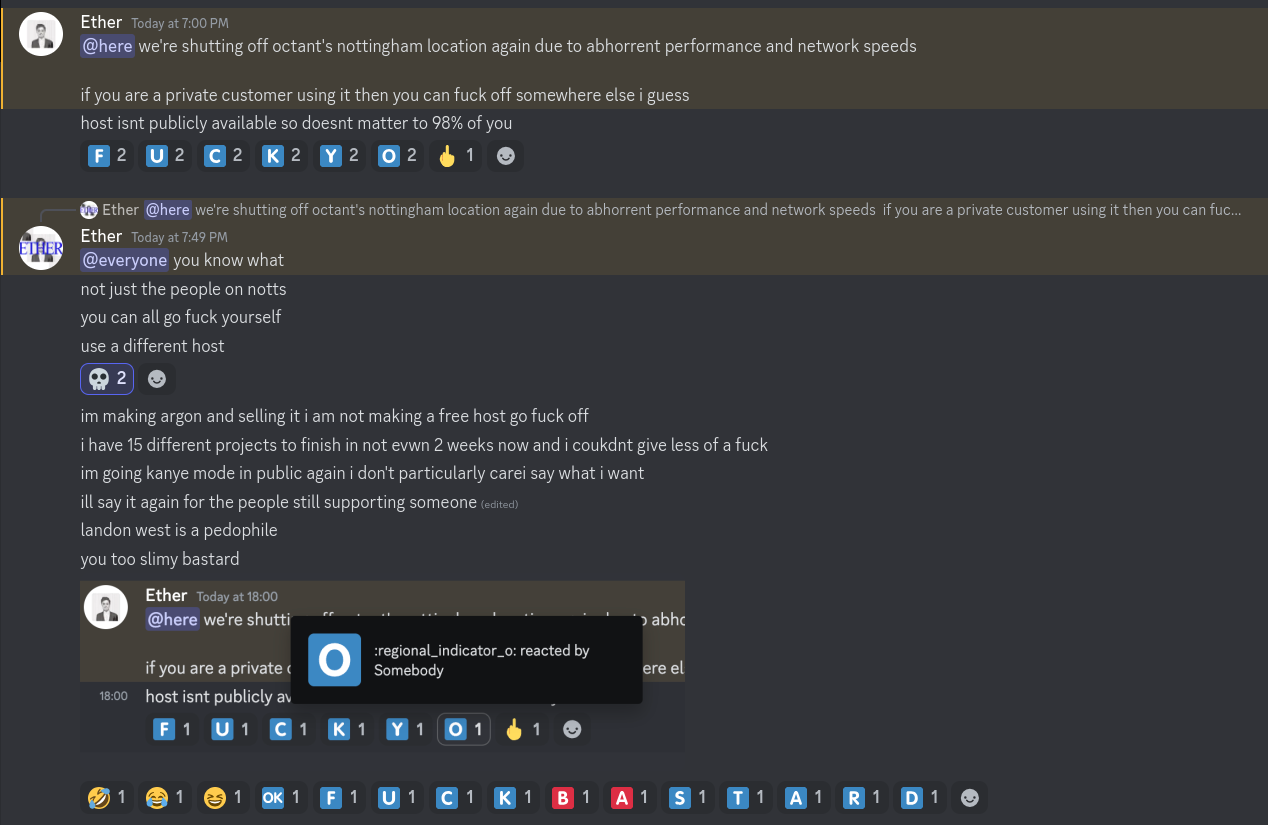 Ether Today at 7:00 PM
@here we're shutting off octant's nottingham location again due to abhorrent performance and network speeds
if you are a private customer using it then you can fuck off somewhere else i guess
host isnt publicly available so doesnt matter to 98% of you
F 2 U 2 C 2 K 2 Y 2 O 2 1
Ether @here we're shutting off octant's nottingham location again due to abhorrent performance and network speeds if you are a private customer using it then you can fuc...
ETHER
Ether Today at 7:49 PM
@everyone you know what
not just the people on notts
you can all go fuck yourself
use a different host
2
im making argon and selling it i am not making a free host go fuck off
i have 15 different projects to finish in not evwn 2 weeks now and i coukdnt give less of a fuck
im going kanye mode in public again i don't particularly carei say what i want
ill say it again for the people still supporting someone (edited)
landon west is a pedophile
you too slimy bastard
Ether Today at 18:00
@here we're shutti
abho
O :regional_indicator_o: reacted by
Somebody
if you are a private
ere el
18:00 host isnt publicly av
F 1 U 1 C 1 K 1 Y 1 O 1 1
1 1 1 OK 1 F 1 U 1 C 1 K 1 B 1 A 1 S 1 T 1 A 1 R 1 D 1